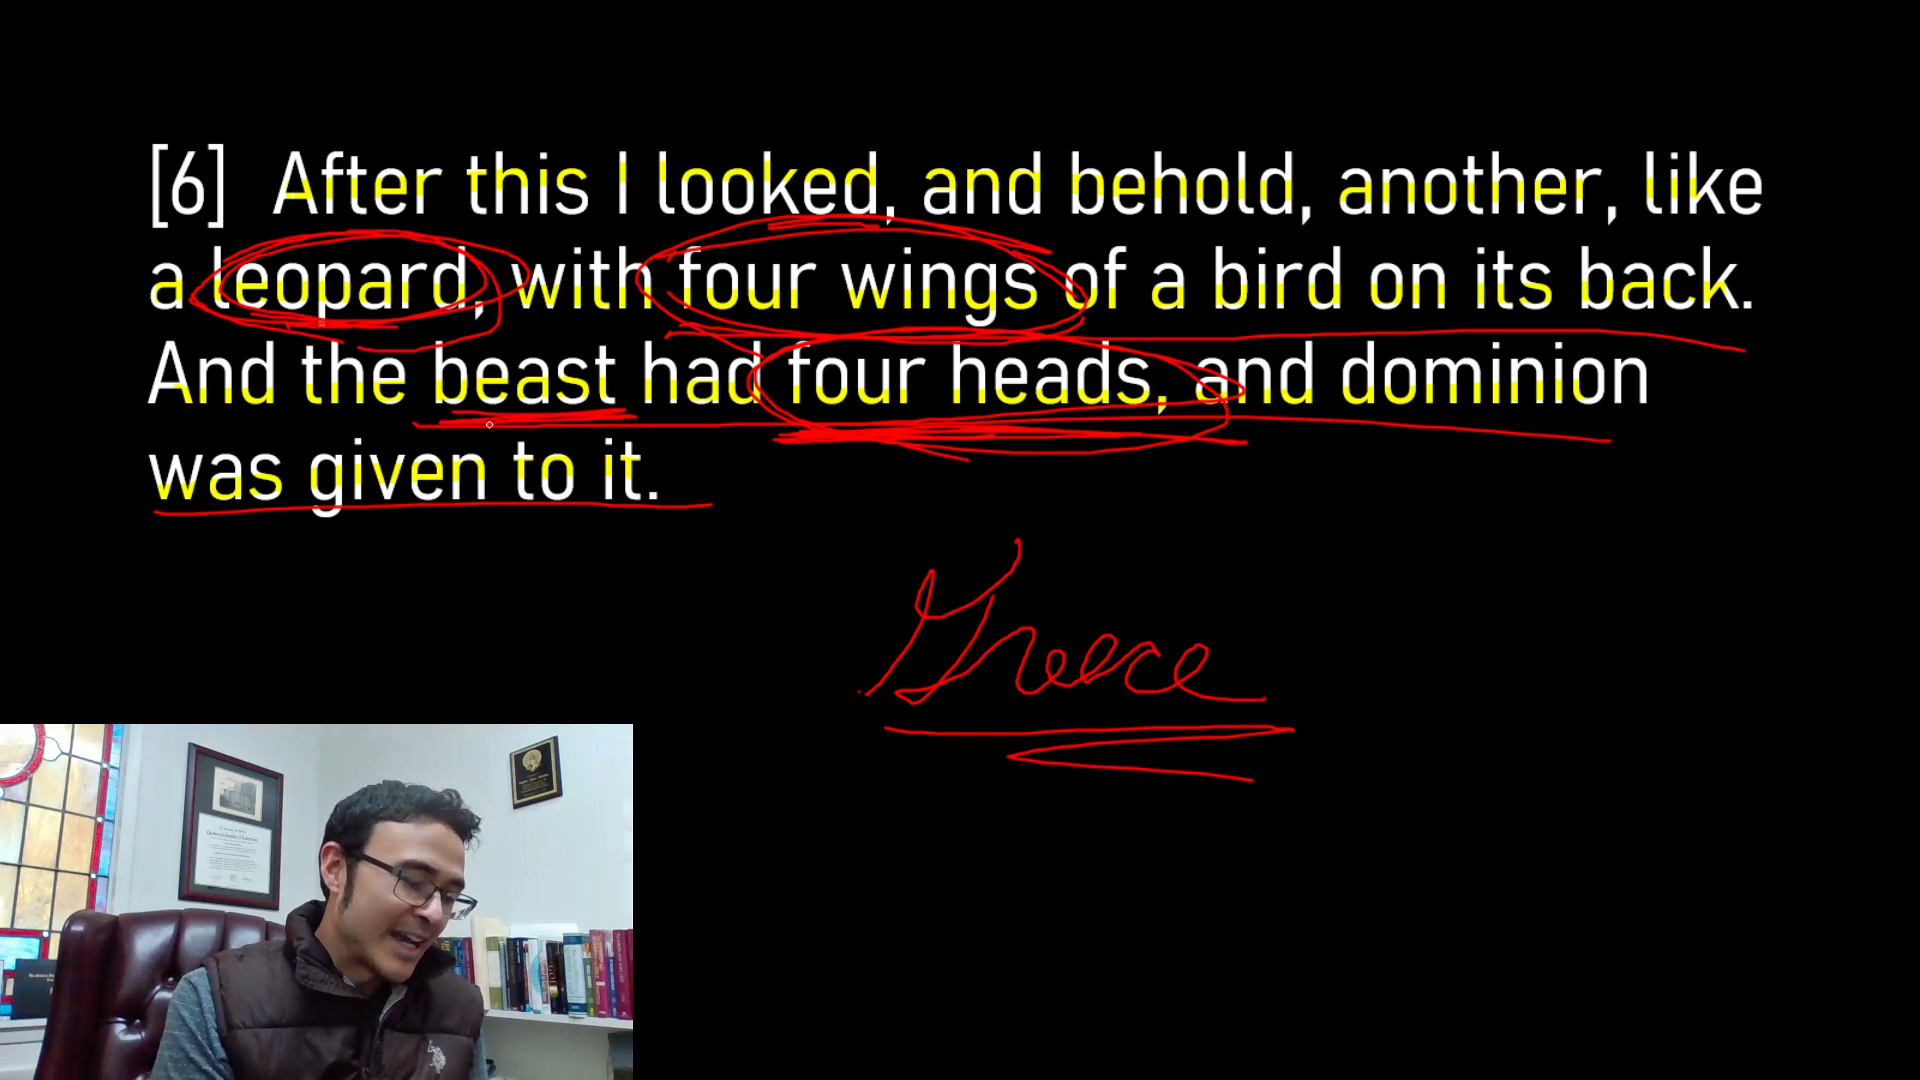 [6] After this I looked, and behold, another, like
a leopard, with four wings of a bird on its back.
And the beast had four heads, and dominion
was given to it.
Greece